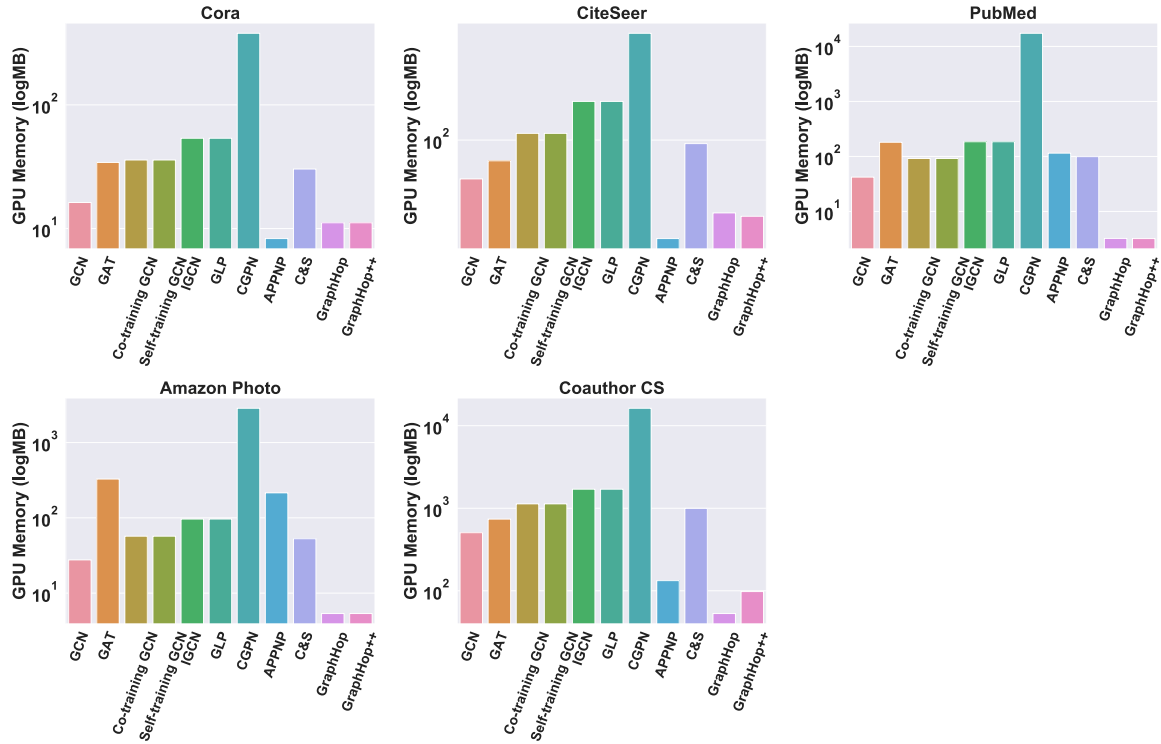 Cora
CiteSeer
PubMed
GPU Memory (logMB)
10^2
10^1
GCN
GAT
Co-training GCN
Self-training GCN
IGCN
GLP
CGPN
APPNP
C&S
GraphHop
GraphHop++
GPU Memory (logMB)
10^2
GCN
GAT
Co-training GCN
Self-training GCN
IGCN
GLP
CGPN
APPNP
C&S
GraphHop
GraphHop++
GPU Memory (logMB)
10^4
10^3
10^2
10^1
GCN
GAT
Co-training GCN
Self-training GCN
IGCN
GLP
CGPN
APPNP
C&S
GraphHop
GraphHop++
Amazon Photo
Coauthor CS
GPU Memory (logMB)
10^3
10^2
10^1
GCN
GAT
Co-training GCN
Self-training GCN
IGCN
GLP
CGPN
APPNP
C&S
GraphHop
GraphHop++
GPU Memory (logMB)
10^4
10^3
10^2
GCN
GAT
Co-training GCN
Self-training GCN
IGCN
GLP
CGPN
APPNP
C&S
GraphHop
GraphHop++